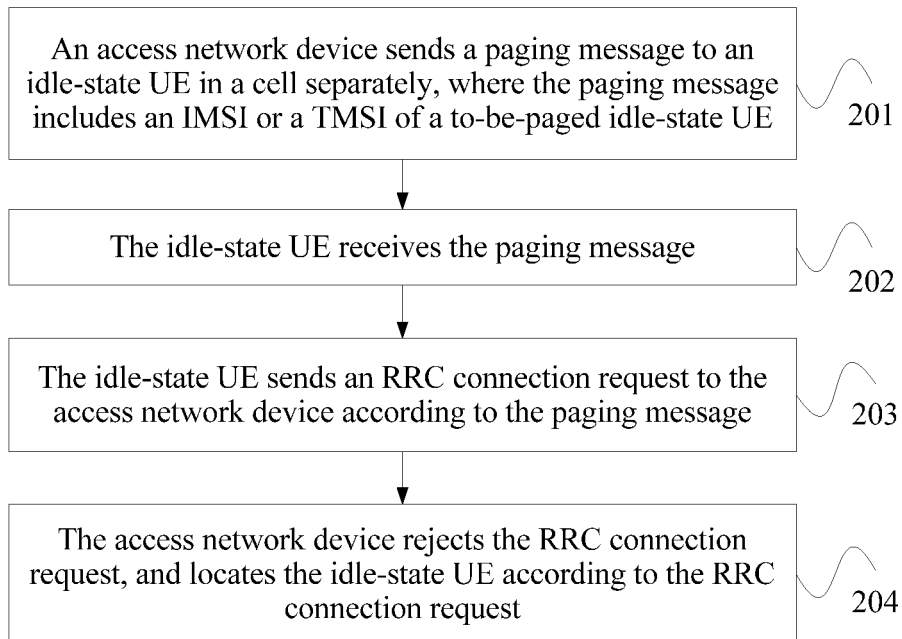 An access network device sends a paging message to an
idle-state UE in a cell separately, where the paging message
includes an IMSI or a TMSI of a to-be-paged idle-state UE
201
The idle-state UE receives the paging message
202
The idle-state UE sends an RRC connection request to the
access network device according to the paging message
203
The access network device rejects the RRC connection
request, and locates the idle-state UE according to the RRC
connection request
204